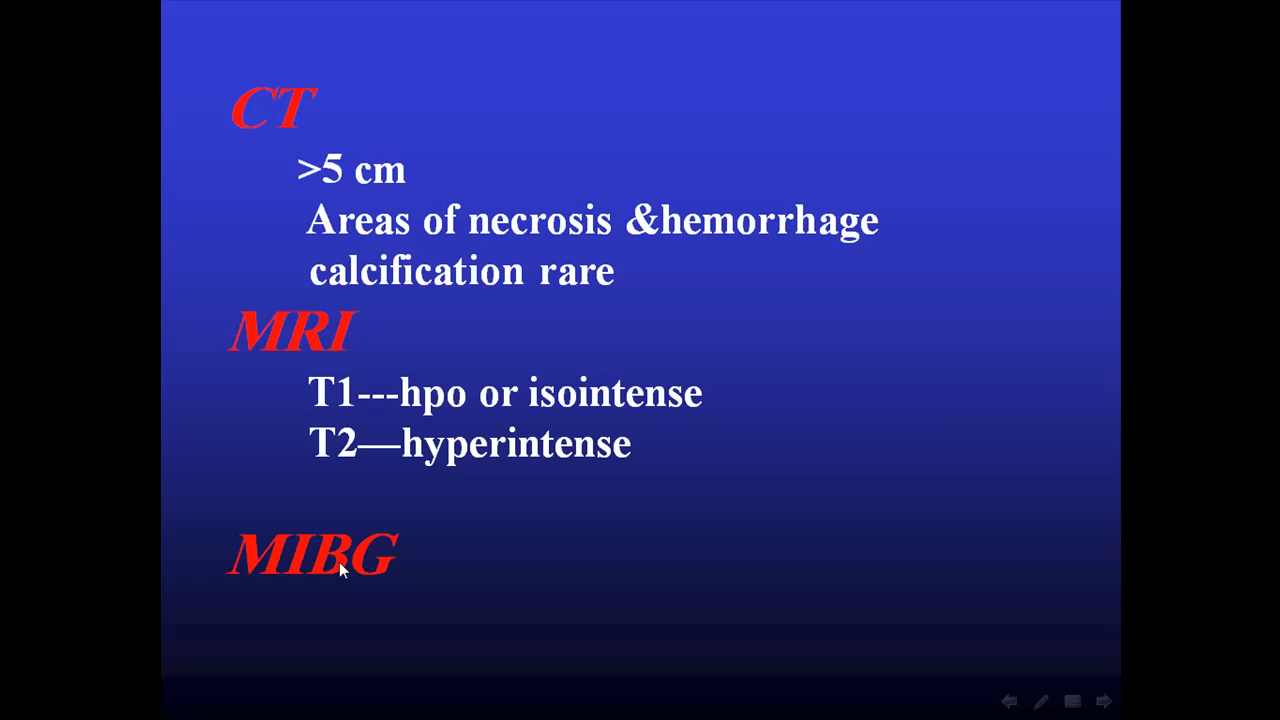 CT
>5 cm
Areas of necrosis &hemorrhage
calcification rare
MRI
T1---hpo or isointense
T2—hyperintense
MIBG